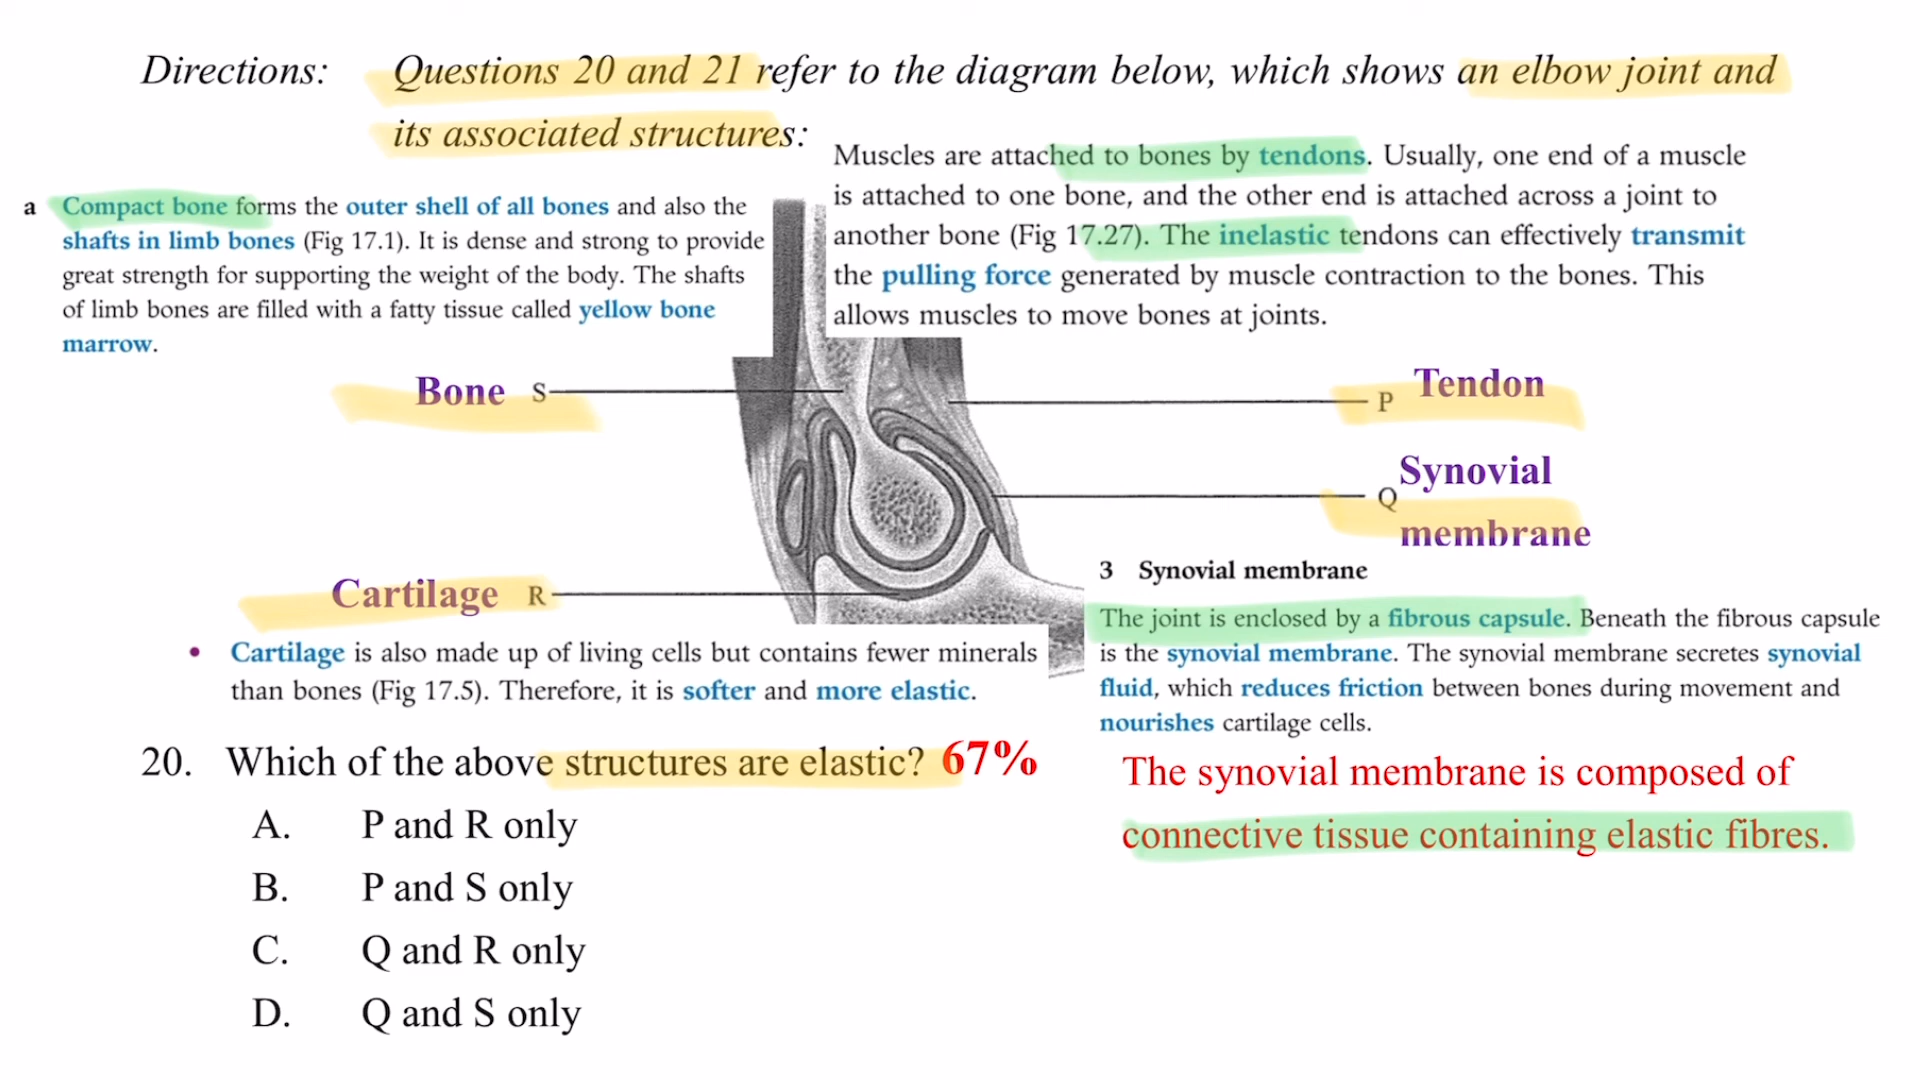 Directions: Questions 20 and 21 refer to the diagram below, which shows an elbow joint and
its associated structures:
Muscles are attached to bones by tendons. Usually, one end of a muscle
is attached to one bone, and the other end is attached across a joint to
another bone (Fig 17.27). The inelastic tendons can effectively transmit
the pulling force generated by muscle contraction to the bones. This
allows muscles to move bones at joints.
a Compact bone forms the outer shell of all bones and also the
shafts in limb bones (Fig 17.1). It is dense and strong to provide
great strength for supporting the weight of the body. The shafts
of limb bones are filled with a fatty tissue called yellow bone
marrow.
Bone S
P Tendon
Q Synovial
membrane
Cartilage R
• Cartilage is also made up of living cells but contains fewer minerals
than bones (Fig 17.5). Therefore, it is softer and more elastic.
3 Synovial membrane
The joint is enclosed by a fibrous capsule. Beneath the fibrous capsule
is the synovial membrane. The synovial membrane secretes synovial
fluid, which reduces friction between bones during movement and
nourishes cartilage cells.
20. Which of the above structures are elastic? 67%
A. P and R only
B. P and S only
C. Q and R only
D. Q and S only
The synovial membrane is composed of
connective tissue containing elastic fibres.